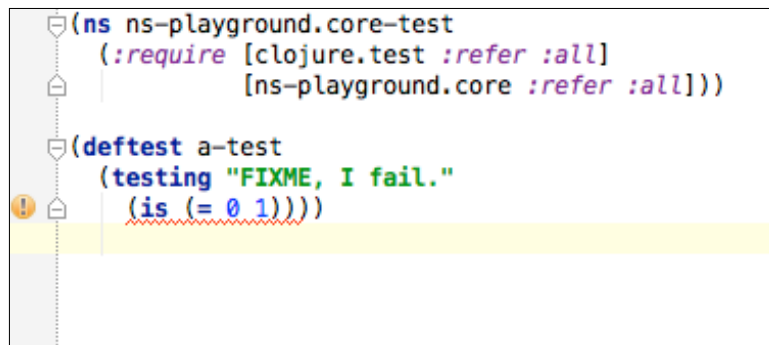 (ns ns-playground.core-test
  (:require [clojure.test :refer :all]
            [ns-playground.core :refer :all]))
(deftest a-test
  (testing "FIXME, I fail."
    (is (= 0 1))))